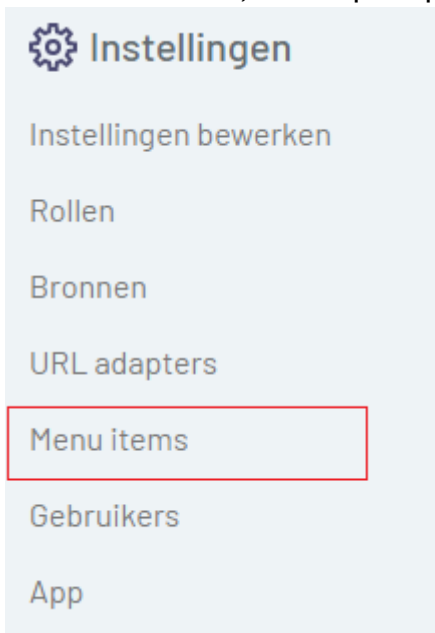 Instellingen
Instellingen bewerken
Rollen
Bronnen
URL adapters
Menu items
Gebruikers
App